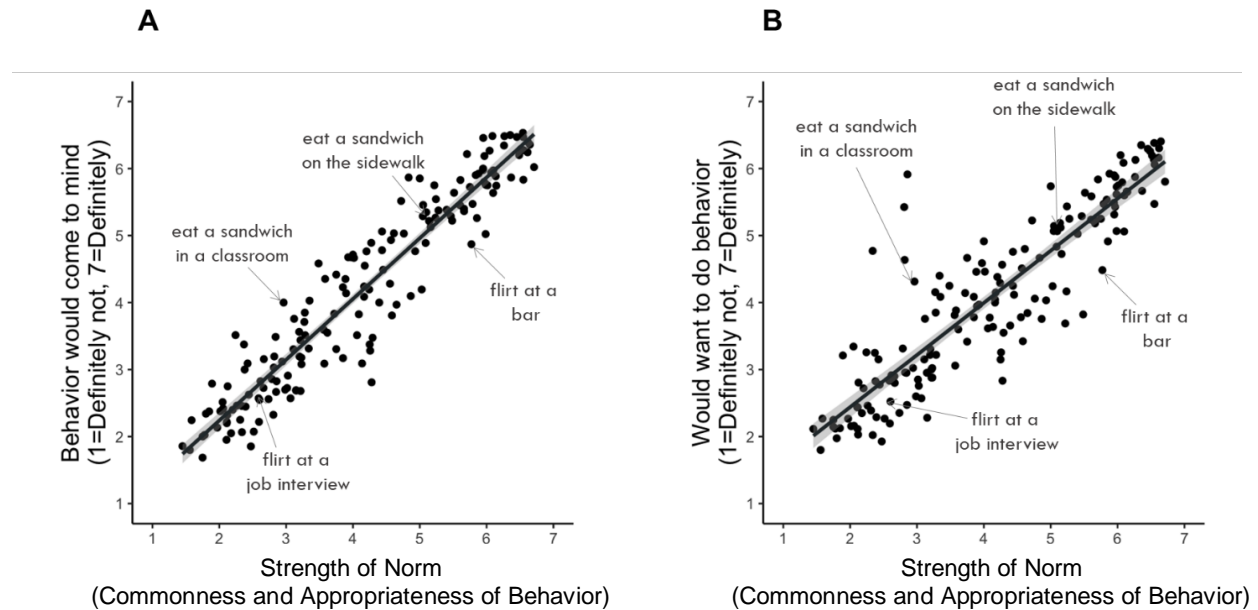 A
Behavior would come to mind
(1=Definitely not, 7=Definitely)
7
6
5
4
3
2
1
eat a sandwich
on the sidewalk
eat a sandwich
in a classroom
flirt at a
bar
flirt at a
job interview
1 2 3 4 5 6 7
Strength of Norm
(Commonness and Appropriateness of Behavior)
B
Would want to do behavior
(1=Definitely not, 7=Definitely)
7
6
5
4
3
2
1
eat a sandwich
on the sidewalk
eat a sandwich
in a classroom
flirt at a
bar
flirt at a
job interview
1 2 3 4 5 6 7
Strength of Norm
(Commonness and Appropriateness of Behavior)